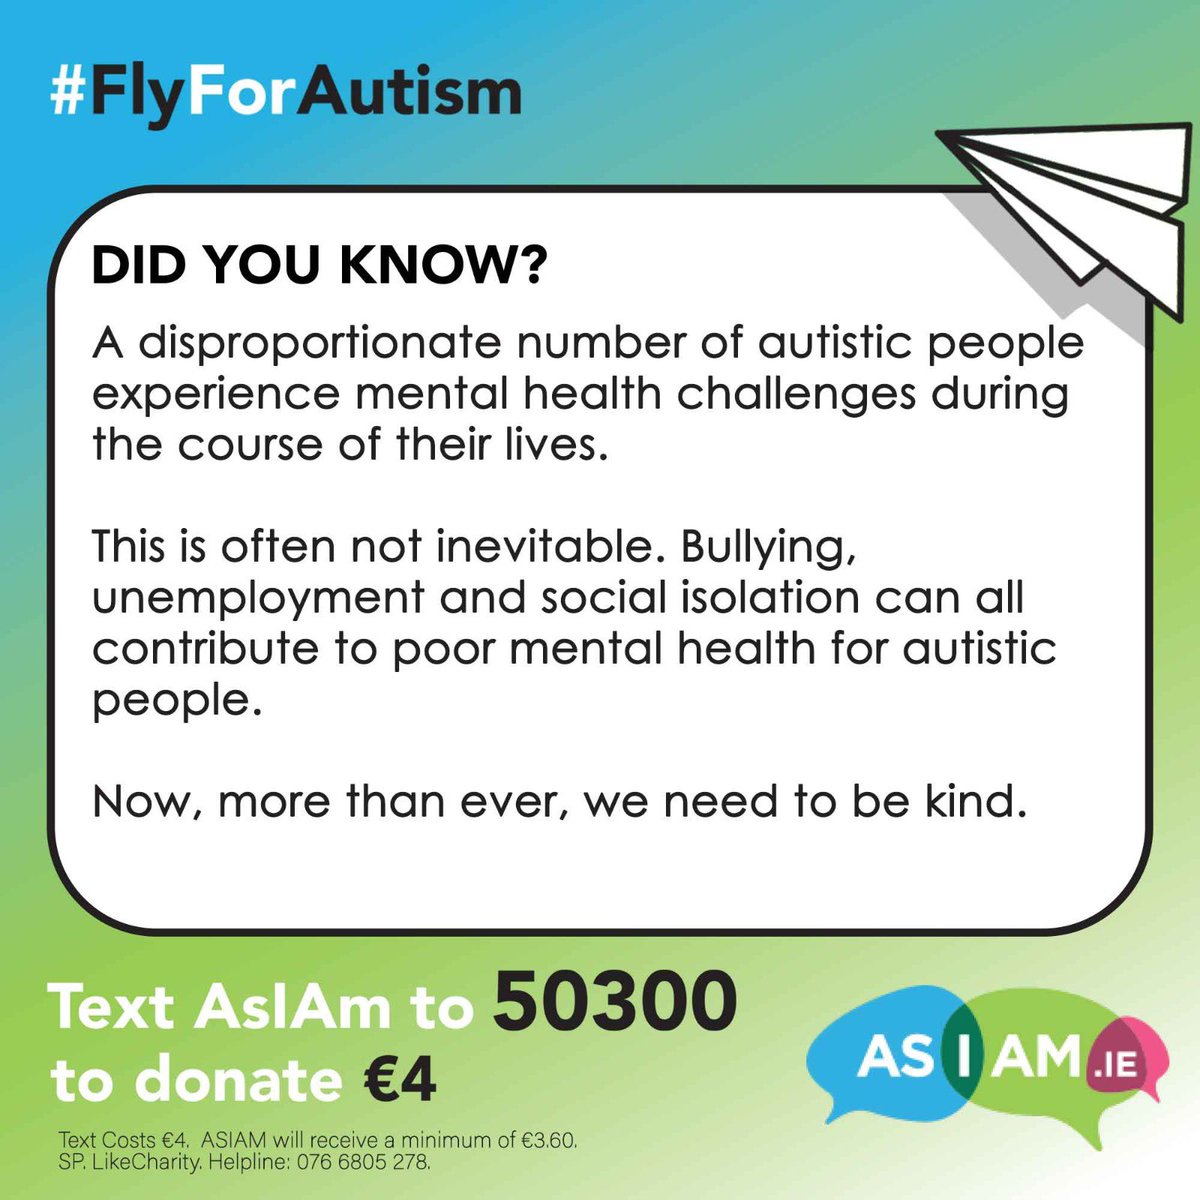 #FlyForAutism
DID YOU KNOW?
A disproportionate number of autistic people
experience mental health challenges during
the course of their lives.
This is often not inevitable. Bullying,
unemployment and social isolation can all
contribute to poor mental health for autistic
people.
Now, more than ever, we need to be kind.
Text AsIAm to 50300
to donate €4
Text Costs €4.  ASIAM will receive a minimum of €3.60.
SP. LikeCharity. Helpline: 076 6805 278.
AS I AM .IE